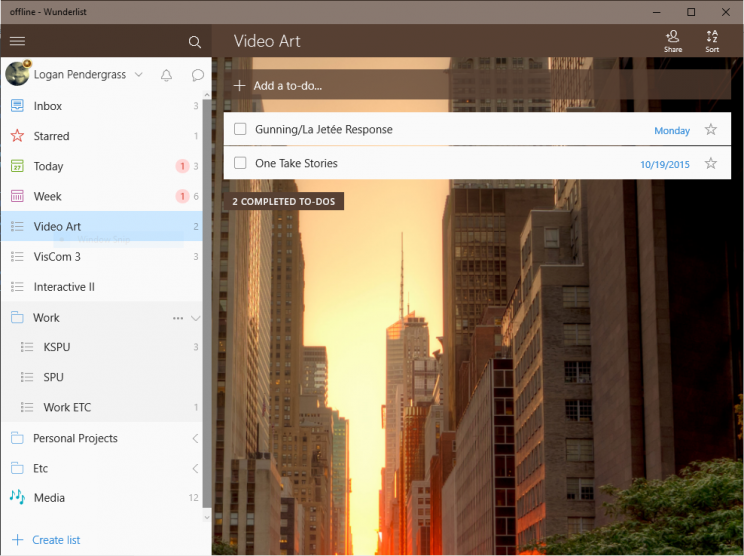 offline - Wunderlist
Video Art
Share
Sort
Logan Pendergrass
Add a to-do...
Inbox 3
Starred 1
27 Today 1 3
Week 1 6
Video Art 2
VisCom 3 3
Interactive II
Work
KSPU 3
SPU
Work ETC 1
Personal Projects
Etc
Media 12
Create list
Gunning/La Jetée Response Monday
One Take Stories 10/19/2015
2 COMPLETED TO-DOS